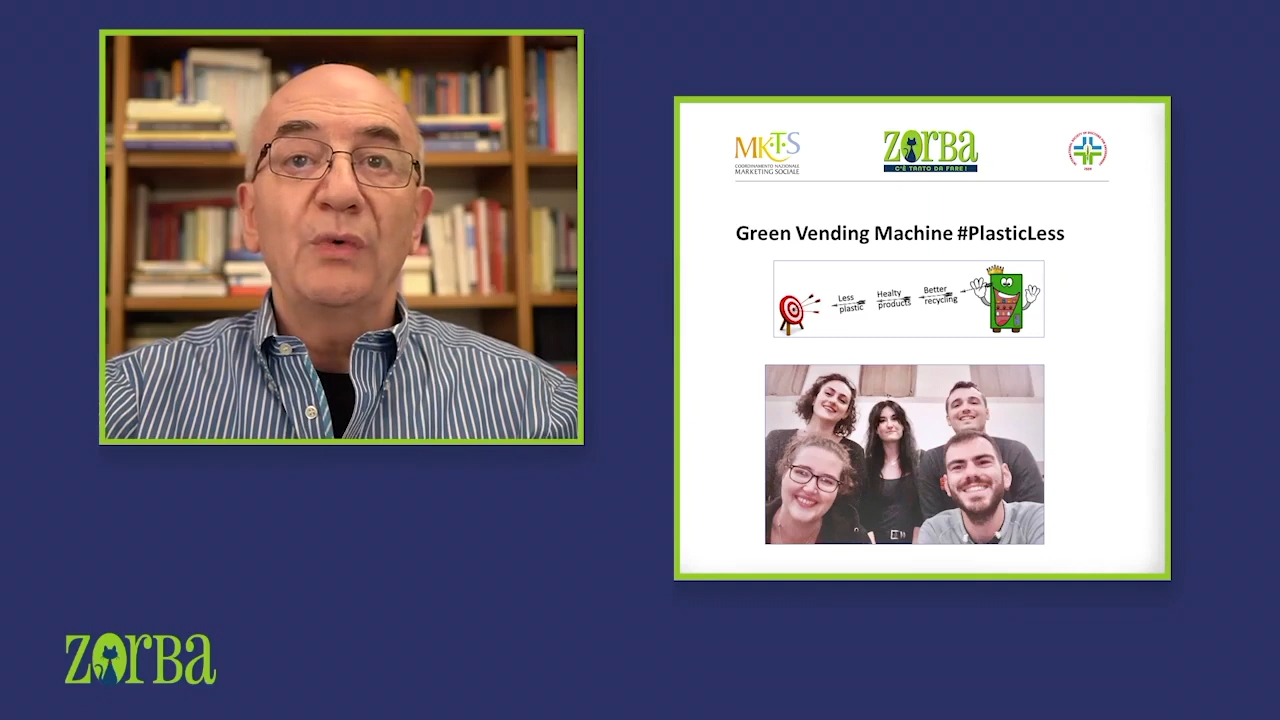 MKTS
COORDINAMENTO NAZIONALE
MARKETING SOCIALE
ZORBA
C'È TANTO DA FARE!
Green Vending Machine #PlasticLess
Less
plastic
Healty
products
Better
recycling
ZORBA